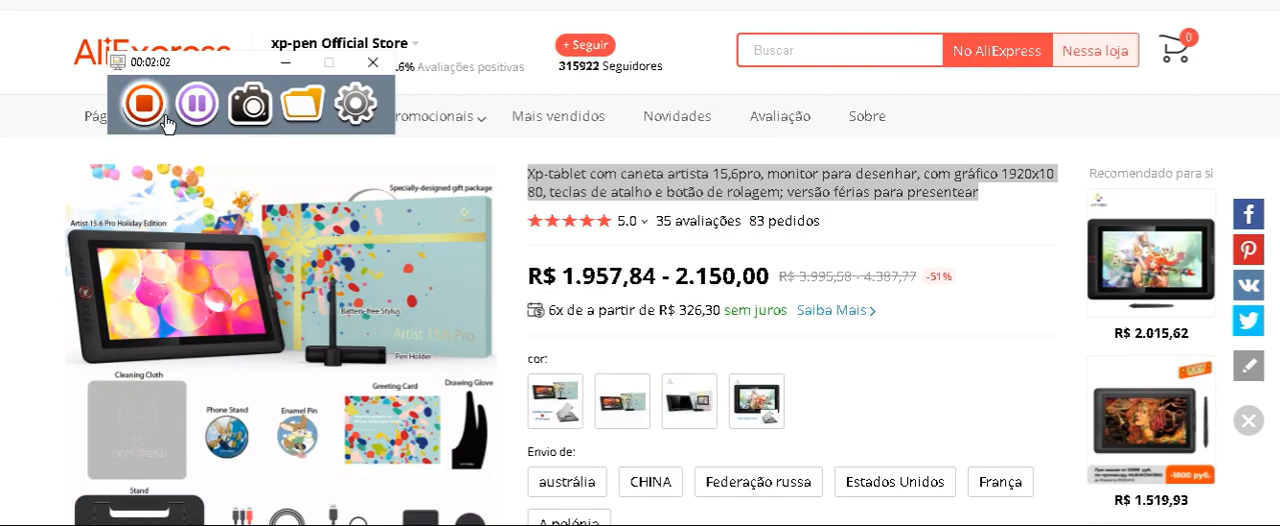 AliExpress
xp-pen Official Store
.6% Avaliações positivas
+ Seguir
315922 Seguidores
Buscar
No AliExpress
Nessa loja
0
00:02:02
Pág
romocionais
Mais vendidos
Novidades
Avaliação
Sobre
Specially-designed gift package
Artist 15.6 Pro Holiday Edition
Battery-free Stylus
Artist 15.6 Pro
Pen Holder
Cleaning Cloth
Phone Stand
Enamel Pin
Greeting Card
Drawing Glove
Stand
Xp-tablet com caneta artista 15,6pro, monitor para desenhar, com gráfico 1920x10
80, teclas de atalho e botão de rolagem; versão férias para presentear
5.0
35 avaliações
83 pedidos
R$ 1.957,84 - 2.150,00
R$ 3.995,58 - 4.387,77
-51%
6x de a partir de R$ 326,30 sem juros
Saiba Mais
cor:
Envio de:
austrália
CHINA
Federação russa
Estados Unidos
França
A polónia
Recomendado para si
R$ 2.015,62
R$ 1.519,93